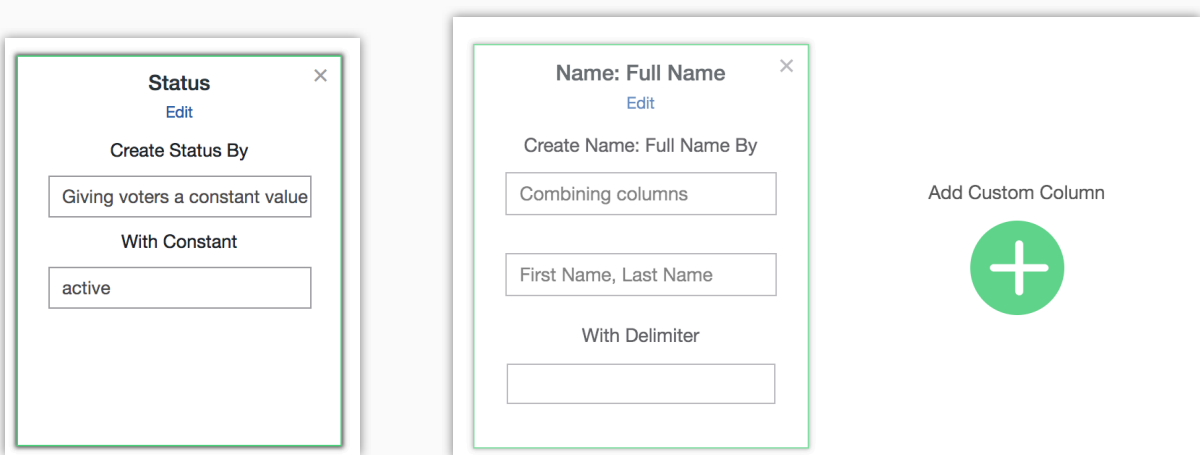 Status
Edit
Create Status By
Giving voters a constant value
With Constant
active
Name: Full Name
Edit
Create Name: Full Name By
Combining columns
First Name, Last Name
With Delimiter
Add Custom Column